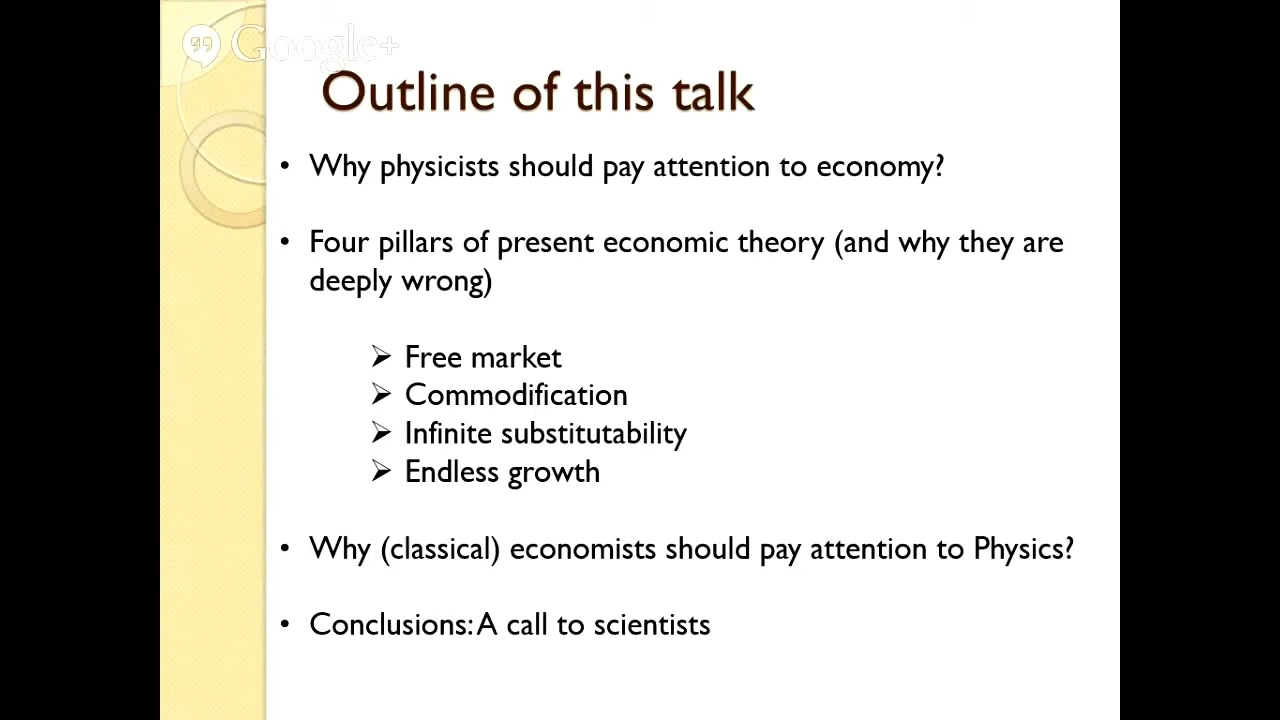 Google+
Outline of this talk
• Why physicists should pay attention to economy?
• Four pillars of present economic theory (and why they are
deeply wrong)
➢ Free market
➢ Commodification
➢ Infinite substitutability
➢ Endless growth
• Why (classical) economists should pay attention to Physics?
• Conclusions: A call to scientists